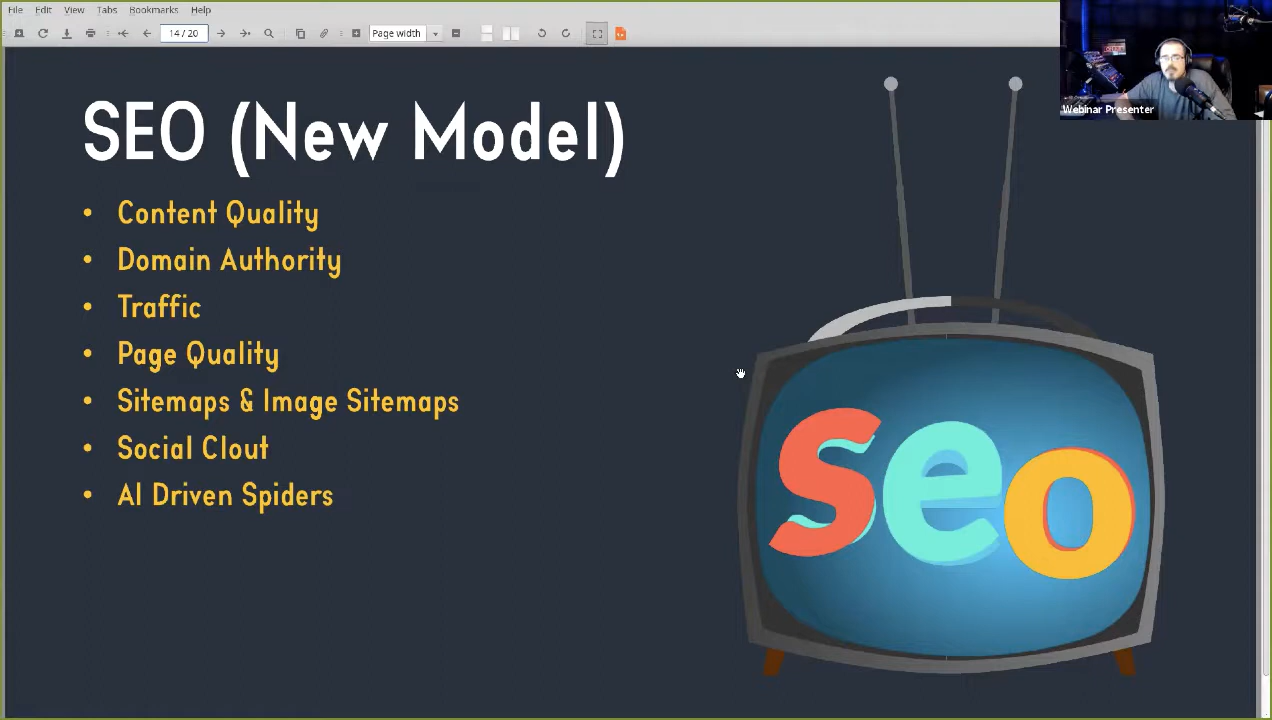 File Edit View Tabs Bookmarks Help
14 / 20 Page width
Webinar Presenter
SEO (New Model)
• Content Quality
• Domain Authority
• Traffic
• Page Quality
• Sitemaps & Image Sitemaps
• Social Clout
• AI Driven Spiders
seo